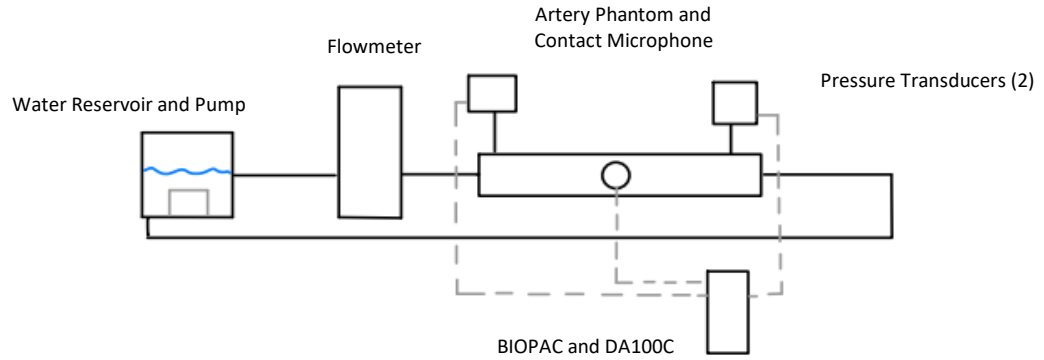 Artery Phantom and
Contact Microphone
Flowmeter
Pressure Transducers (2)
Water Reservoir and Pump
BIOPAC and DA100C